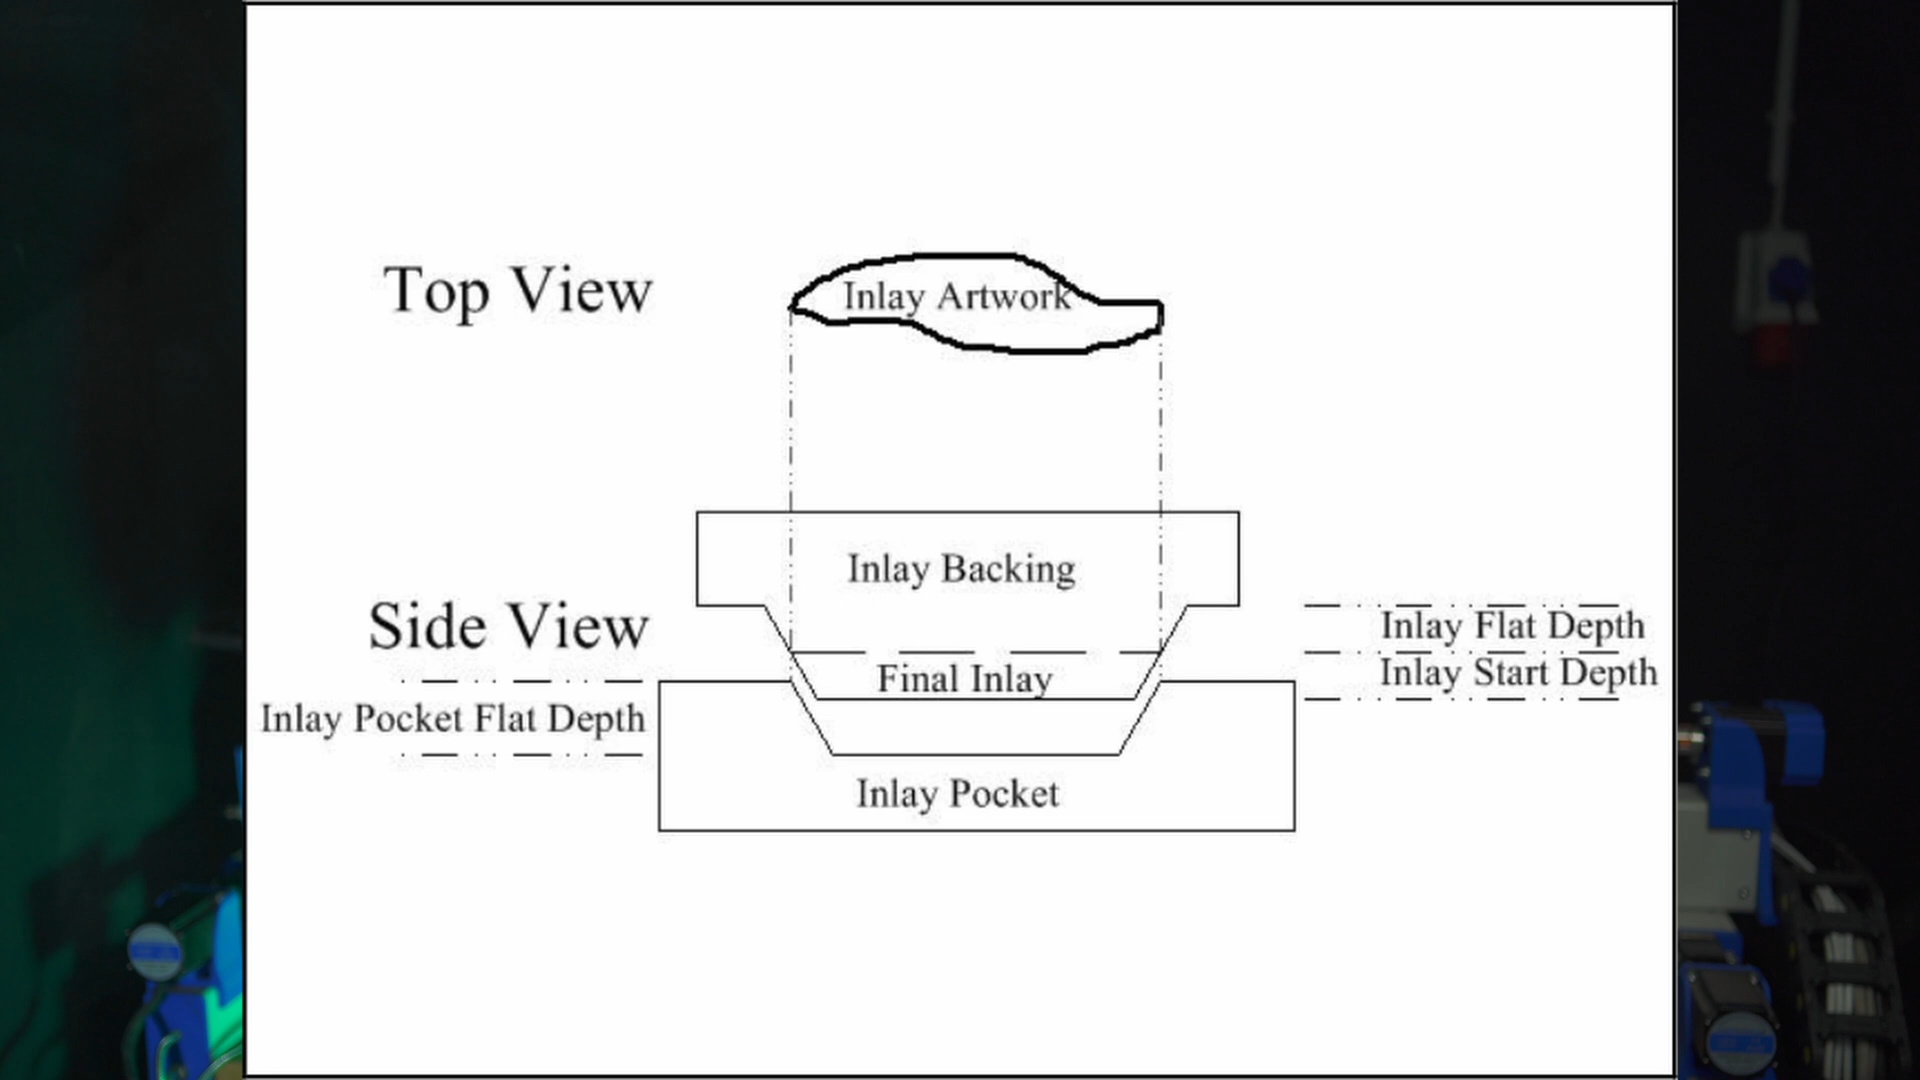 Top View
Inlay Artwork
Inlay Backing
Side View
Inlay Flat Depth
Final Inlay
Inlay Start Depth
Inlay Pocket Flat Depth
Inlay Pocket